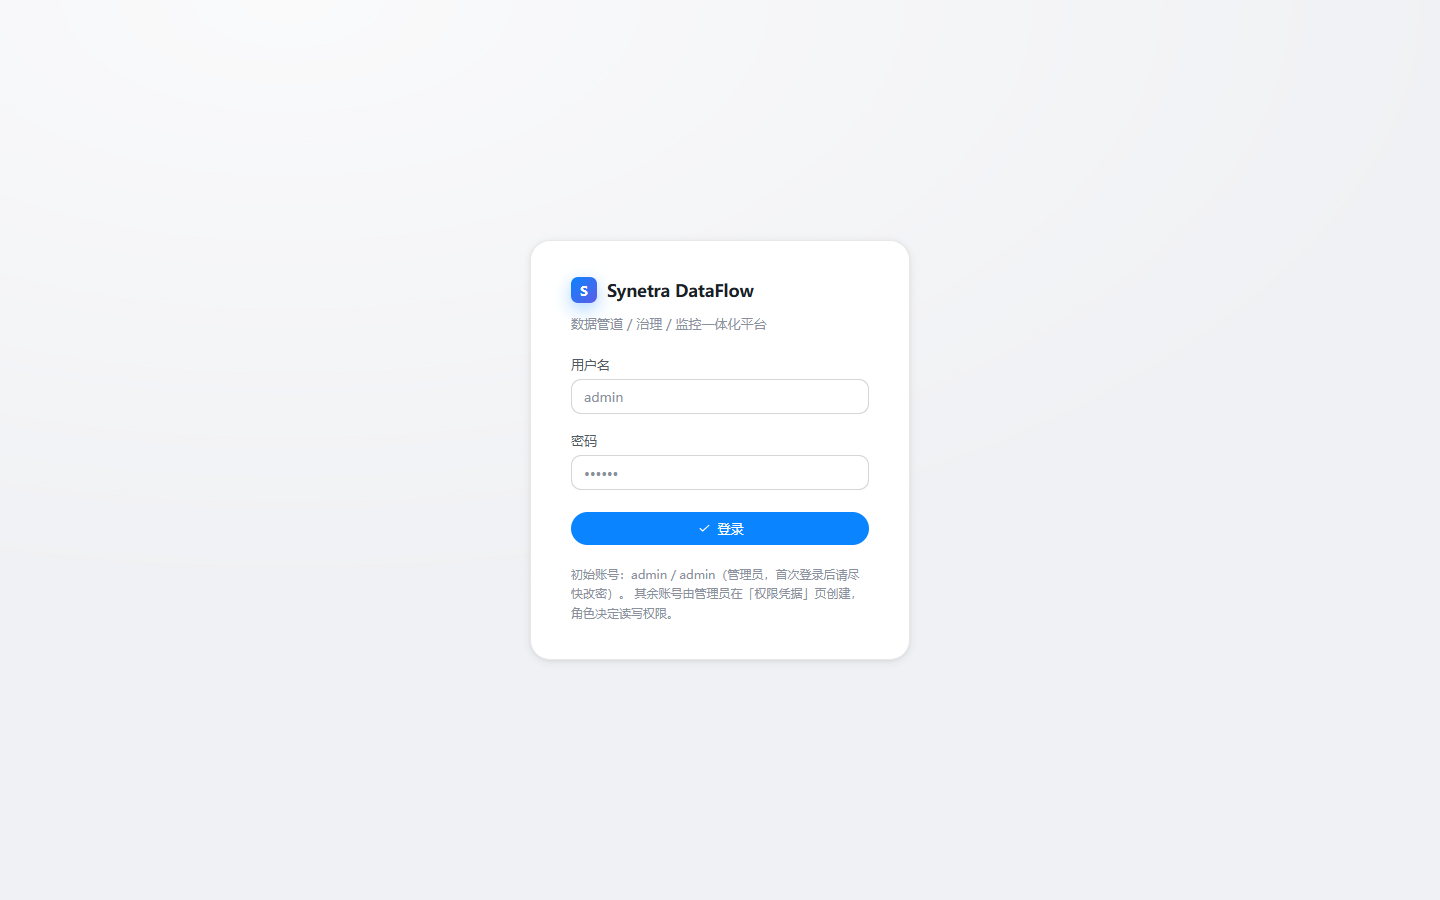 S Synetra DataFlow
数据管道 / 治理 / 监控一体化平台
用户名
admin
密码
••••••
登录
初始账号：admin / admin（管理员，首次登录后请尽
快改密）。 其余账号由管理员在「权限凭据」页创建，
角色决定读写权限。